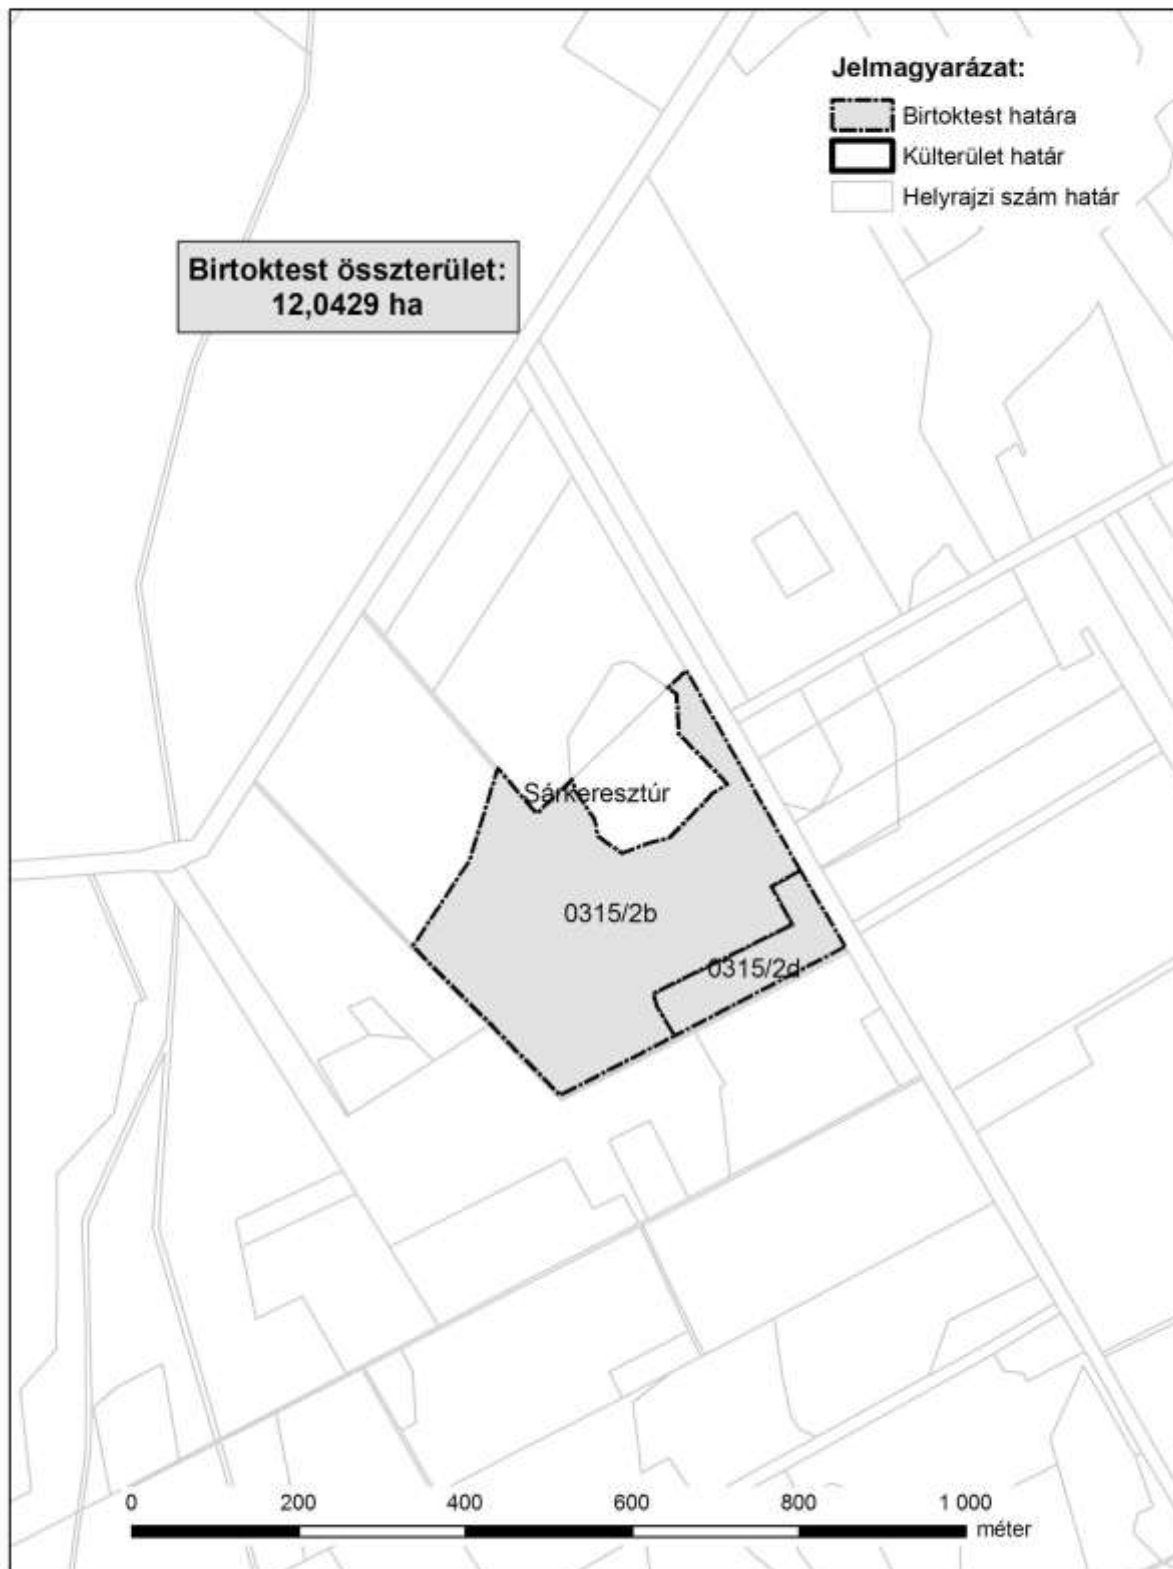 Jelmagyarázat:
Birtoktest határa
Külterület határ
Helyrajzi szám határ
Birtoktest összterület:
12,0429 ha
Sárkeresztúr
0315/2b
0315/2d
0 200 400 600 800 1 000
méter